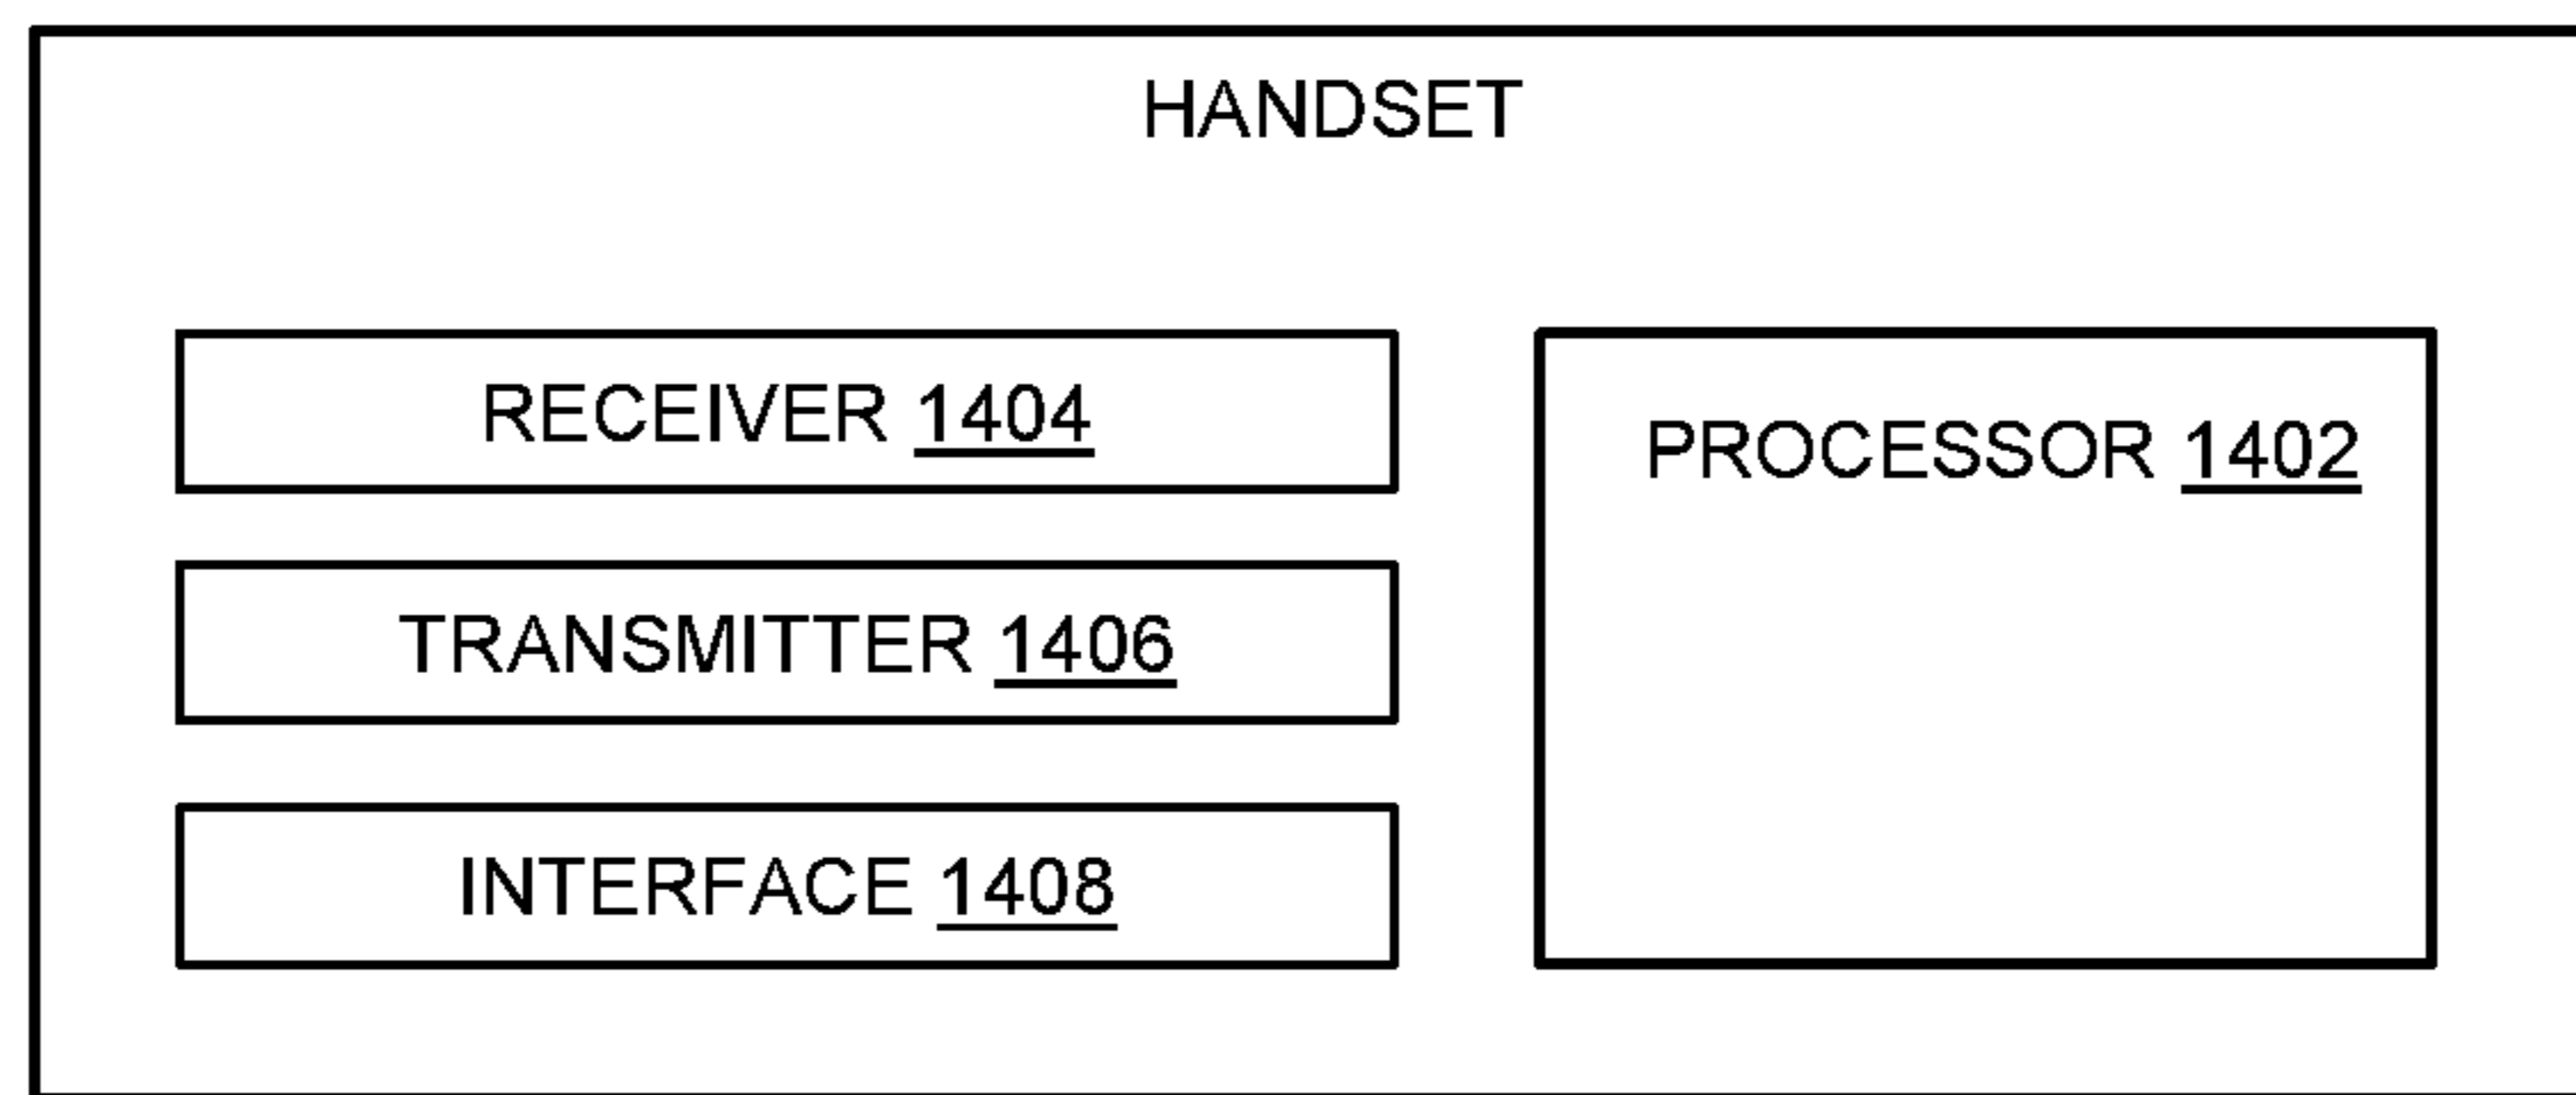 HANDSET
RECEIVER 1404
PROCESSOR 1402
TRANSMITTER 1406
INTERFACE 1408